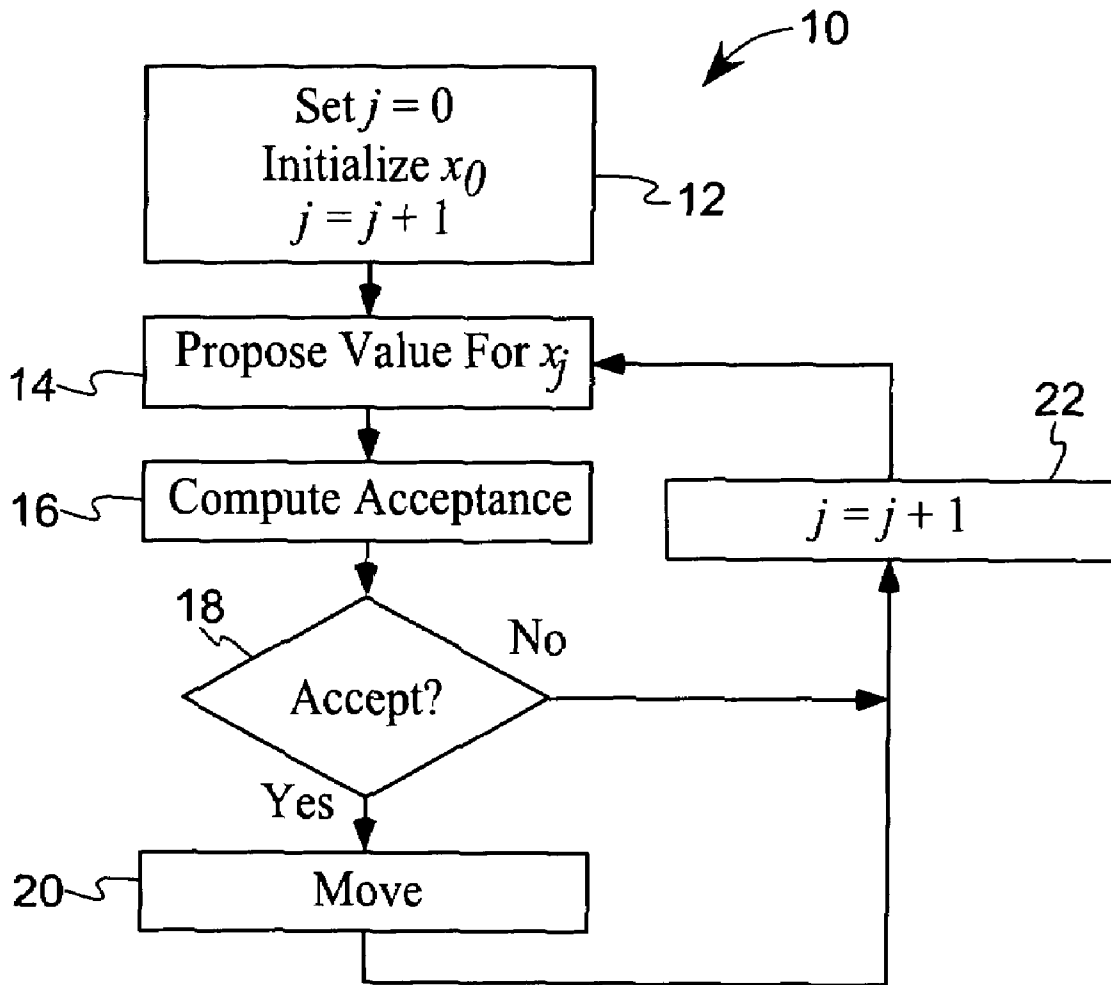 10
Set j = 0
Initialize x0
j = j + 1
12
Propose Value For xj
14
22
Compute Acceptance
16
j = j + 1
18
No
Accept?
Yes
20
Move